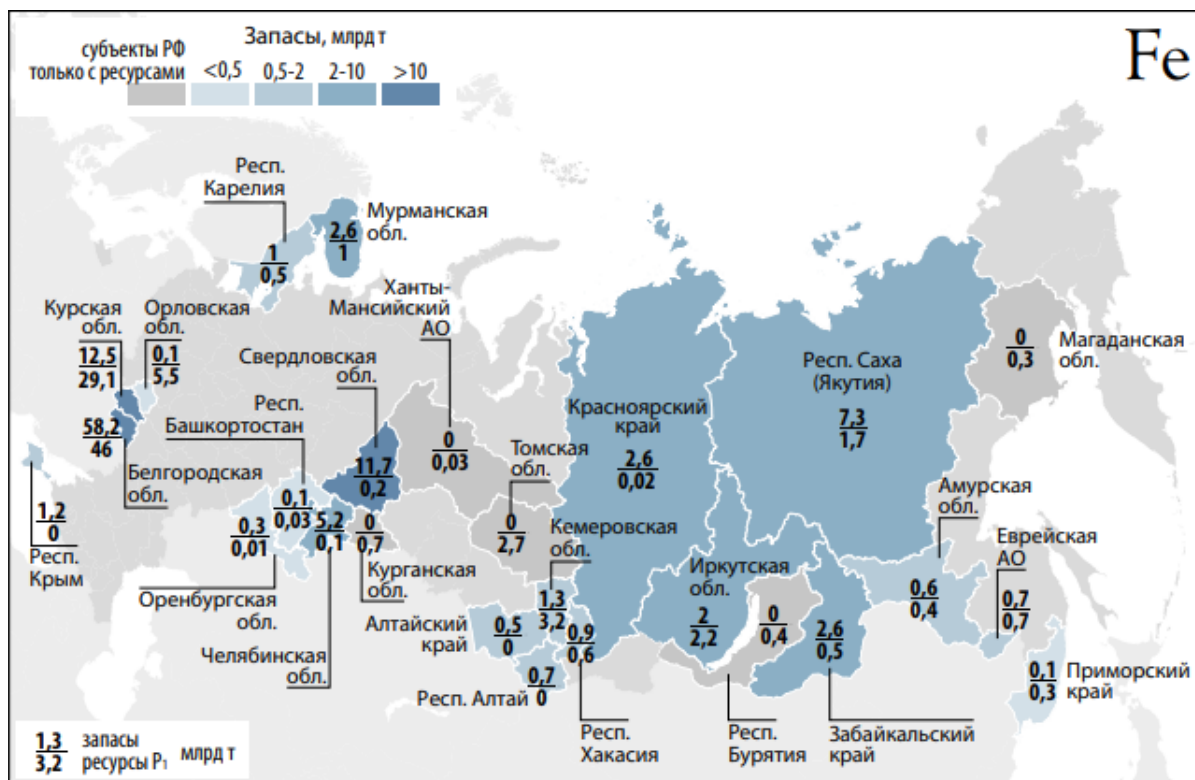 Fe
Запасы, млрд т
субъекты РФ
только с ресурсами
<0,5 0,5-2 2-10 >10
Респ.
Карелия
1
0,5
Мурманская
обл.
2,6
1
Ханты-
Мансийский
АО
0
0,03
Курская
обл.
12,5
29,1
Орловская
обл.
0,1
5,5
Свердловская
обл.
11,7
0,2
Респ.
Башкортостан
0,1
0,03
58,2
46
Белгородская
обл.
1,2
0
Респ.
Крым
0,3
0,01
Оренбургская
обл.
5,2
0,1
Челябинская
обл.
0
0,7
Курганская
обл.
Томская
обл.
0
2,7
Красноярский
край
2,6
0,02
Респ. Саха
(Якутия)
7,3
1,7
0
0,3
Магаданская
обл.
Кемеровская
обл.
1,3
3,2
Алтайский
край
0,5
0
Респ. Алтай
0,7
0
0,9
0,6
Респ.
Хакасия
Иркутская
обл.
2
2,2
0
0,4
Респ.
Бурятия
2,6
0,5
Забайкальский
край
Амурская
обл.
0,6
0,4
Еврейская
АО
0,7
0,7
0,1
0,3
Приморский
край
1,3
3,2
запасы
ресурсы P₁
млрд т